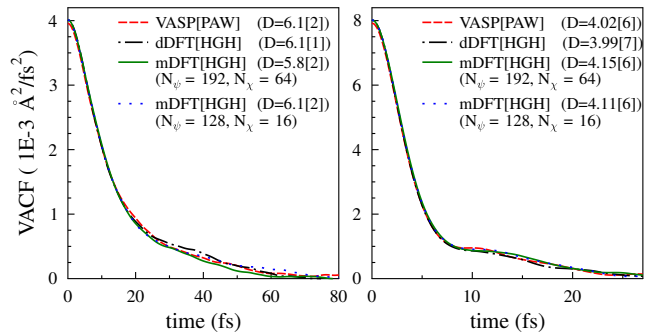 VASP[PAW] (D=6.1[2])
dDFT[HGH] (D=6.1[1])
mDFT[HGH] (D=5.8[2])
(Nψ = 192, Nχ = 64)
mDFT[HGH] (D=6.1[2])
(Nψ = 128, Nχ = 16)
VACF ( 1E-3 Å²/fs²)
4
3
2
1
0
0 20 40 60 80
time (fs)
VASP[PAW] (D=4.02[6])
dDFT[HGH] (D=3.99[7])
mDFT[HGH] (D=4.15[6])
(Nψ = 192, Nχ = 64)
mDFT[HGH] (D=4.11[6])
(Nψ = 128, Nχ = 16)
8
6
4
2
0
0 10 20
time (fs)